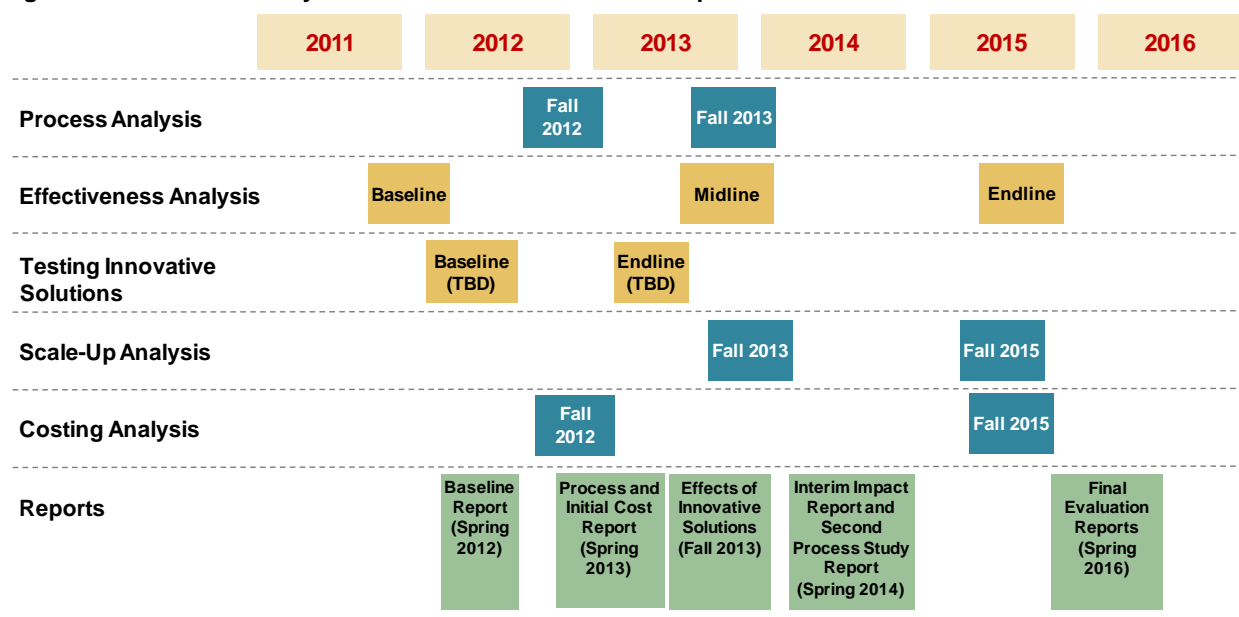 2011 2012 2013 2014 2015 2016
Process Analysis
Fall
2012
Fall 2013
Effectiveness Analysis
Baseline
Midline
Endline
Testing Innovative
Solutions
Baseline
(TBD)
Endline
(TBD)
Scale-Up Analysis
Fall 2013
Fall 2015
Costing Analysis
Fall
2012
Fall 2015
Reports
Baseline
Report
(Spring
2012)
Process and
Initial Cost
Report
(Spring
2013)
Effects of
Innovative
Solutions
(Fall 2013)
Interim Impact
Report and
Second
Process Study
Report
(Spring 2014)
Final
Evaluation
Reports
(Spring
2016)